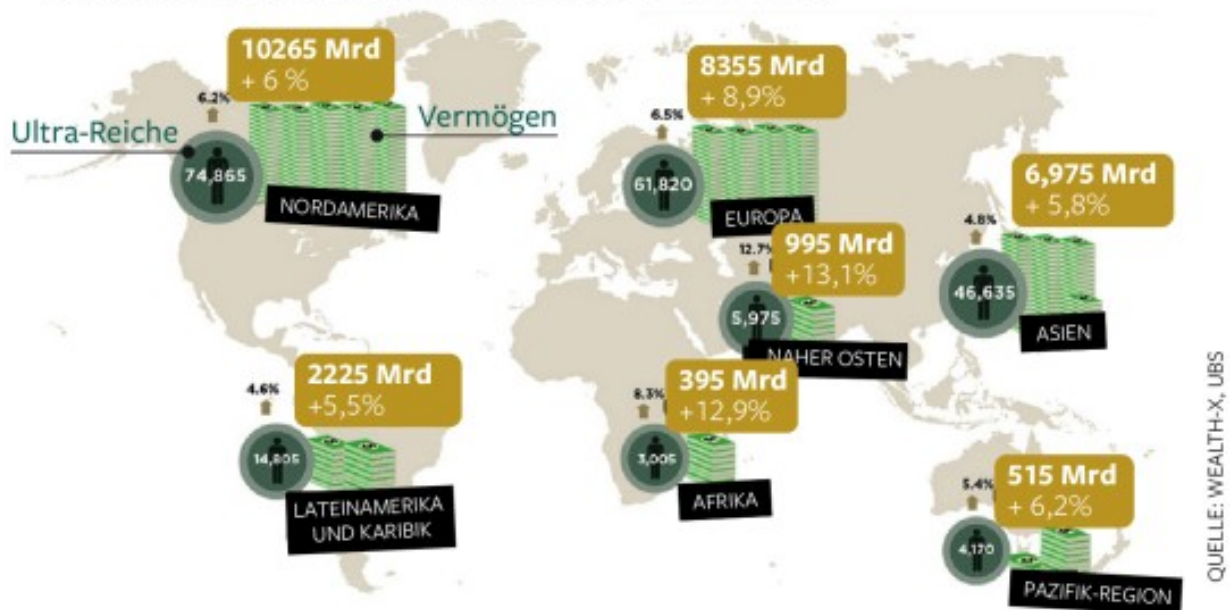 10265 Mrd
+ 6 %
6.2%
Ultra-Reiche
Vermögen
74,865
NORDAMERIKA
8355 Mrd
+ 8,9%
6.5%
61,820
EUROPA
6,975 Mrd
+ 5,8%
4.8%
46,635
ASIEN
995 Mrd
+13,1%
12.7%
5,975
NAHER OSTEN
2225 Mrd
+5,5%
4.6%
14,805
LATEINAMERIKA
UND KARIBIK
395 Mrd
+12,9%
8.3%
3,005
AFRIKA
515 Mrd
+ 6,2%
5.4%
4,170
PAZIFIK-REGION
QUELLE: WEALTH-X, UBS